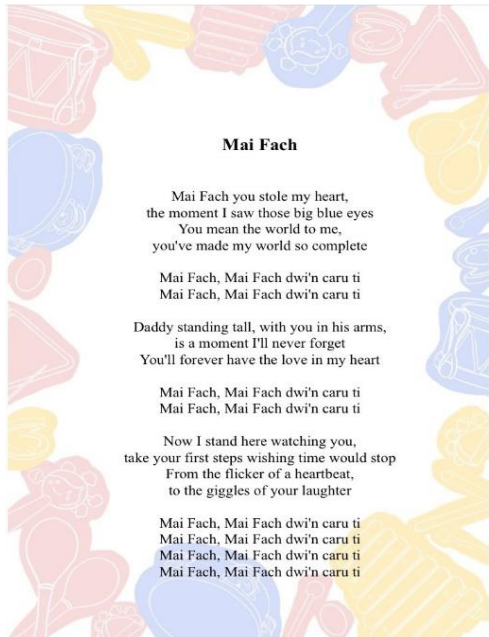 Mai Fach
Mai Fach you stole my heart,
the moment I saw those big blue eyes
You mean the world to me,
you've made my world so complete
Mai Fach, Mai Fach dwi'n caru ti
Mai Fach, Mai Fach dwi'n caru ti
Daddy standing tall, with you in his arms,
is a moment I'll never forget
You'll forever have the love in my heart
Mai Fach, Mai Fach dwi'n caru ti
Mai Fach, Mai Fach dwi'n caru ti
Now I stand here watching you,
take your first steps wishing time would stop
From the flicker of a heartbeat,
to the giggles of your laughter
Mai Fach, Mai Fach dwi'n caru ti
Mai Fach, Mai Fach dwi'n caru ti
Mai Fach, Mai Fach dwi'n caru ti
Mai Fach, Mai Fach dwi'n caru ti